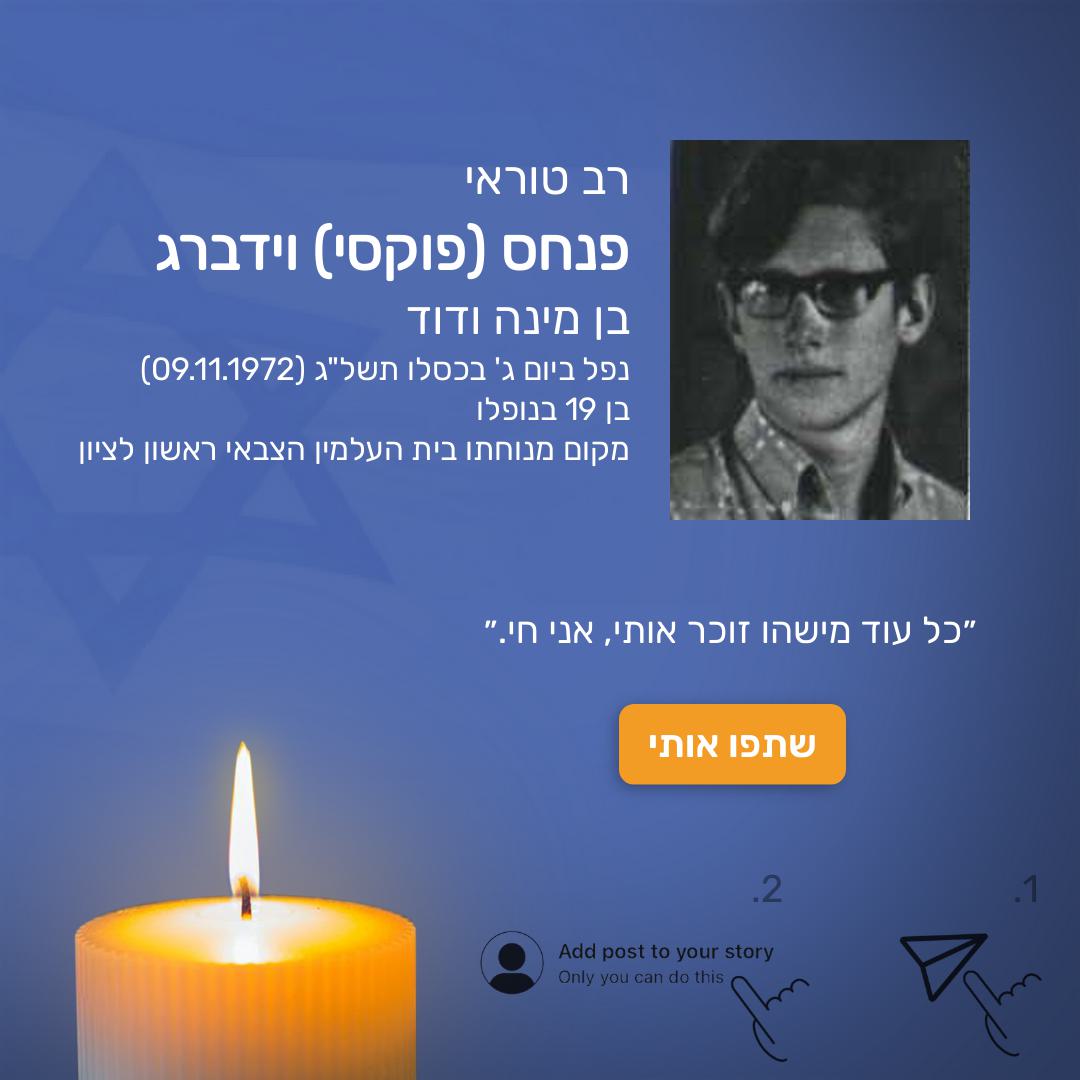 רב טוראי
פנחס (פוקסי) וידברג
בן מינה ודוד
נפל ביום ג' בכסלו תשל"ג (09.11.1972)
בן 19 בנופלו
מקום מנוחתו בית העלמין הצבאי ראשון לציון
״כל עוד מישהו זוכר אותי, אני חי.״
שתפו אותי
1.
2.
Add post to your story
Only you can do this